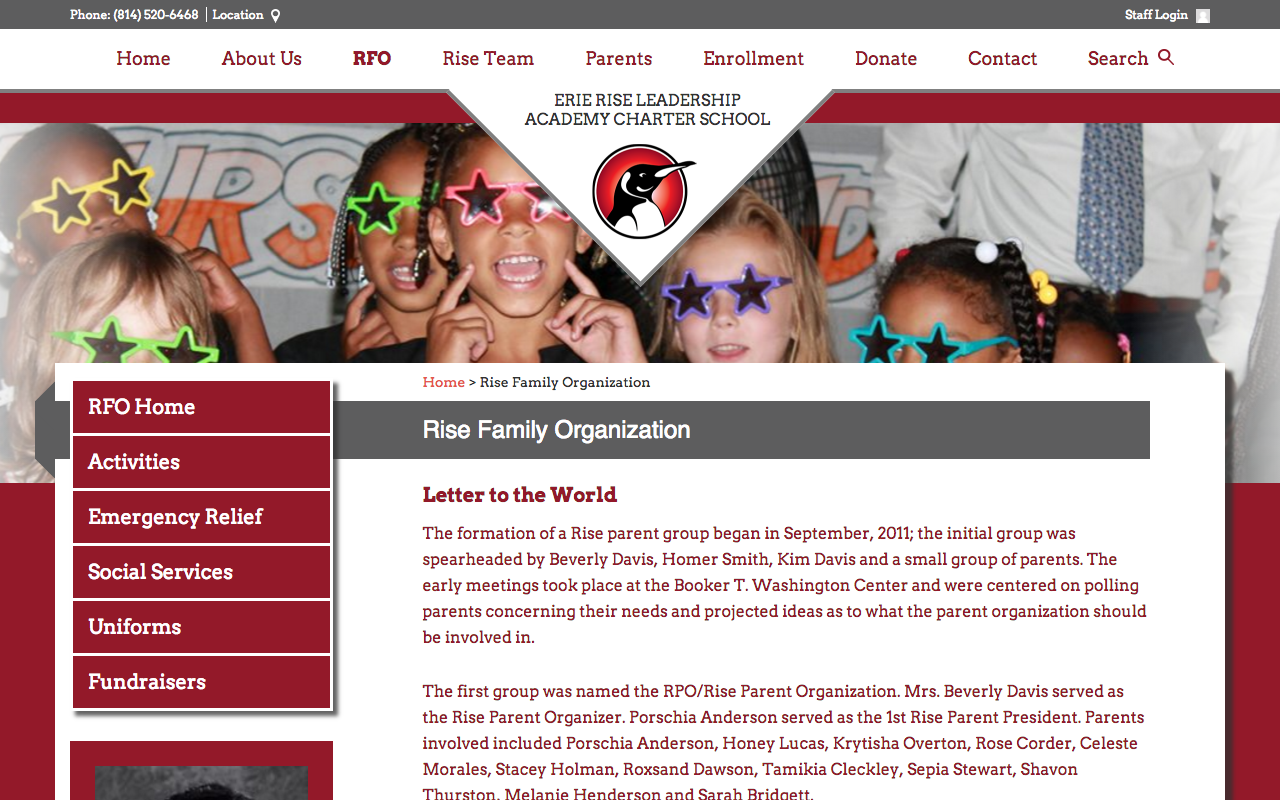 Phone: (814) 520-6468 | Location
Staff Login
Home
About Us
RFO
Rise Team
Parents
Enrollment
Donate
Contact
Search
ERIE RISE LEADERSHIP
ACADEMY CHARTER SCHOOL
Home > Rise Family Organization
RFO Home
Activities
Emergency Relief
Social Services
Uniforms
Fundraisers
Rise Family Organization
Letter to the World
The formation of a Rise parent group began in September, 2011; the initial group was
spearheaded by Beverly Davis, Homer Smith, Kim Davis and a small group of parents. The
early meetings took place at the Booker T. Washington Center and were centered on polling
parents concerning their needs and projected ideas as to what the parent organization should
be involved in.
The first group was named the RPO/Rise Parent Organization. Mrs. Beverly Davis served as
the Rise Parent Organizer. Porschia Anderson served as the 1st Rise Parent President. Parents
involved included Porschia Anderson, Honey Lucas, Krytisha Overton, Rose Corder, Celeste
Morales, Stacey Holman, Roxsand Dawson, Tamikia Cleckley, Sepia Stewart, Shavon
Thurston, Melanie Henderson and Sarah Bridgett.